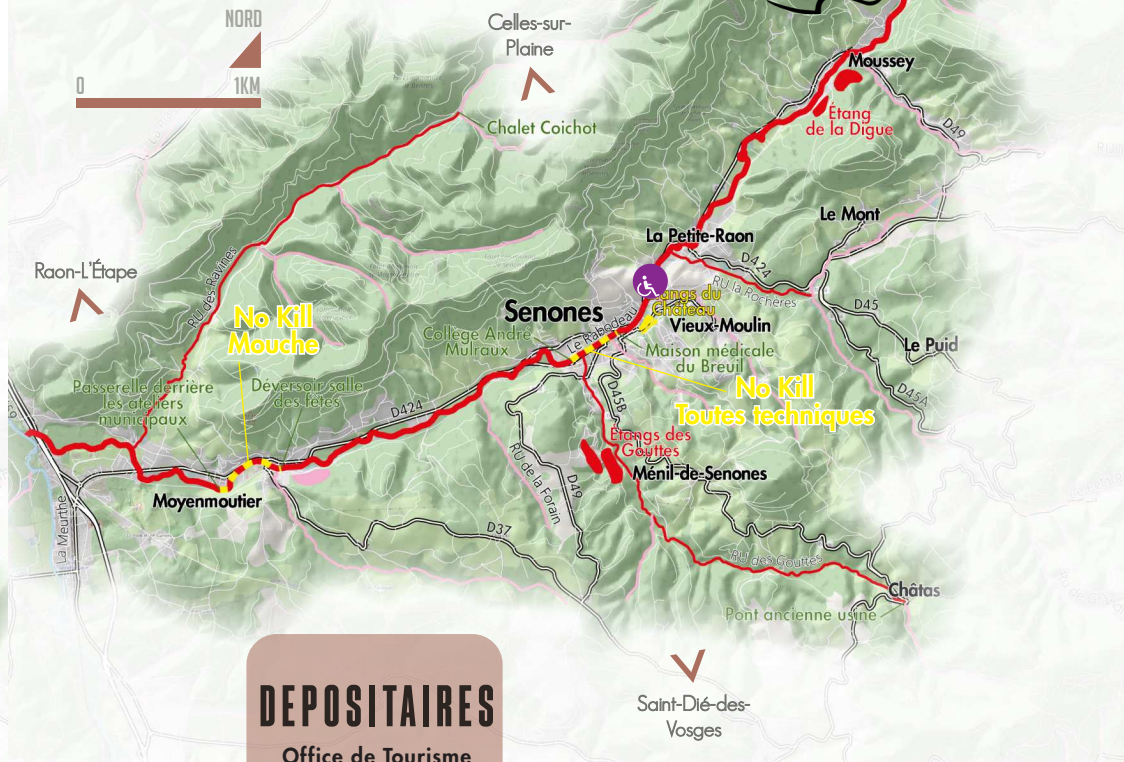 NORD
0 1KM
Celles-sur-
Plaine
Moussey
Étang
de la Digue
D49
Chalet Coichot
Le Mont
La Petite-Raon
D424
RU la Rochères
Raon-L'Étape
RU des Ravines
Senones
Étangs du
Château
Le Rabodeau
Vieux-Moulin
D45
Le Puid
D45A
No Kill
Mouche
Collège André
Mulraux
Maison médicale
du Breuil
No Kill
Toutes techniques
Passerelle derrière
les ateliers
municipaux
Déversoir salle
des fêtes
D424
D45B
Étangs des
Gouttes
Ménil-de-Senones
RU de la Forain
D49
Moyenmoutier
La Meurthe
D37
RU des Gouttes
Châtas
Pont ancienne usine
Saint-Dié-des-
Vosges
DEPOSITAIRES
Office de Tourisme